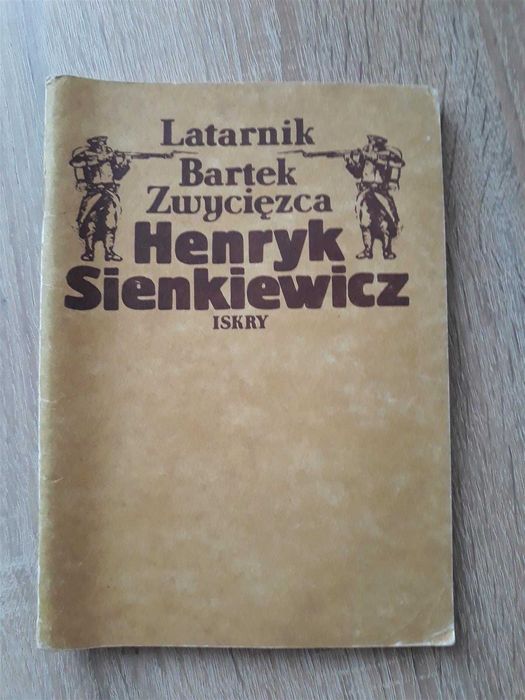 Latarnik
Bartek
Zwycięzca
Henryk
Sienkiewicz
ISKRY